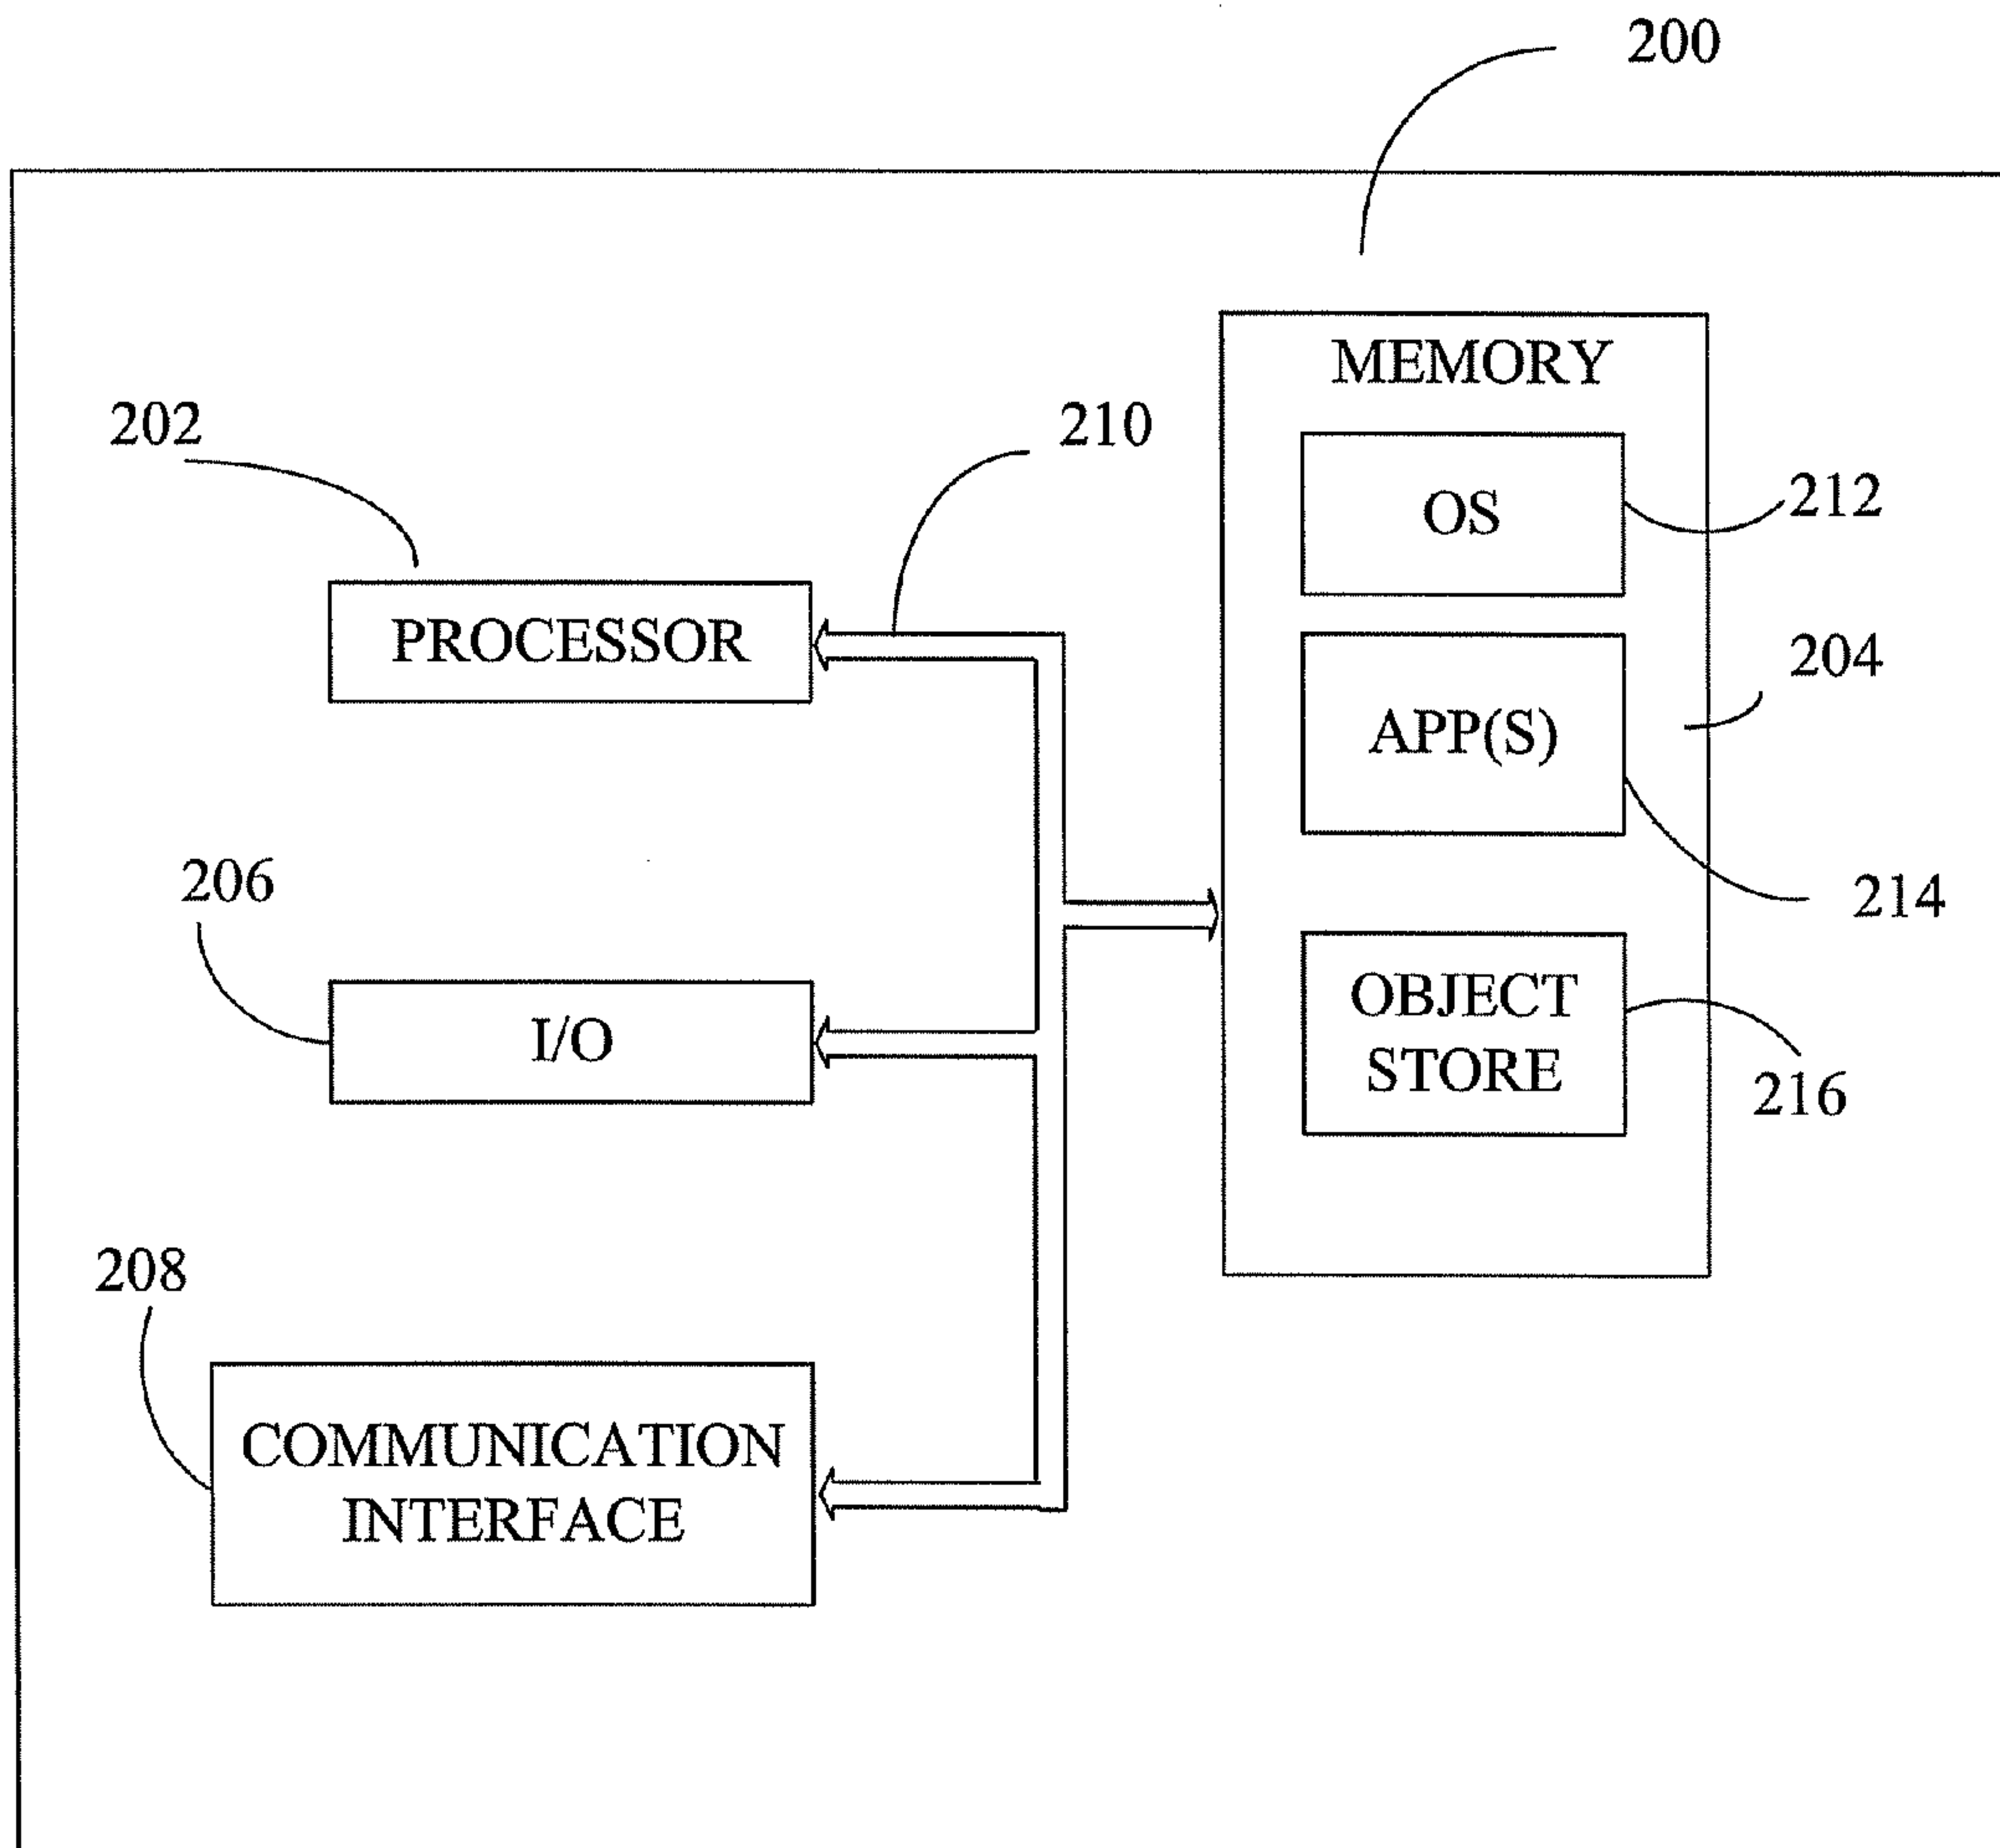 200
MEMORY
202
210
OS
212
PROCESSOR
204
APP(S)
206
214
I/O
OBJECT
STORE
216
208
COMMUNICATION
INTERFACE